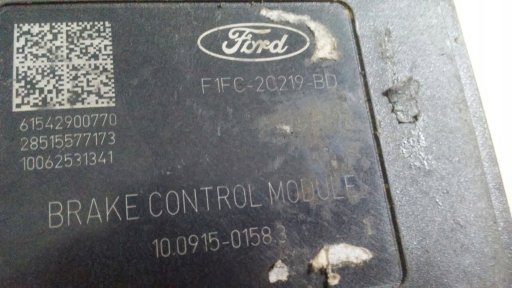 Ford
F1FC-2C219-BD
61542900770
28515577173
10062531341
BRAKE CONTROL MODULE
10.0915-0158.3